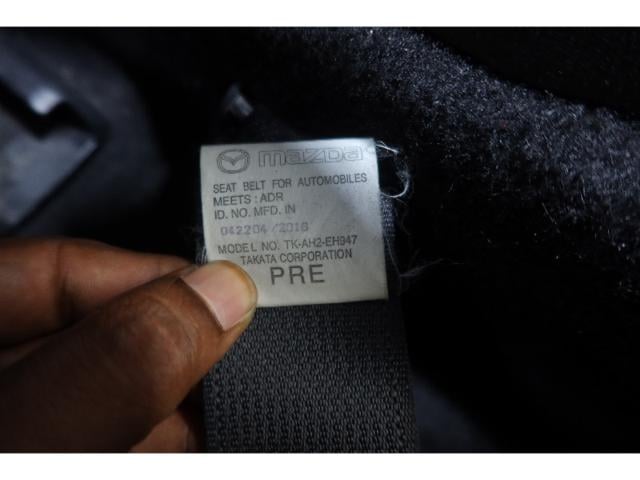 mazda
SEAT BELT FOR AUTOMOBILES
MEETS : ADR
ID. NO. MFD. IN
042204 /2016
MODEL NO. TK-AH2-EH947
TAKATA CORPORATION
PRE